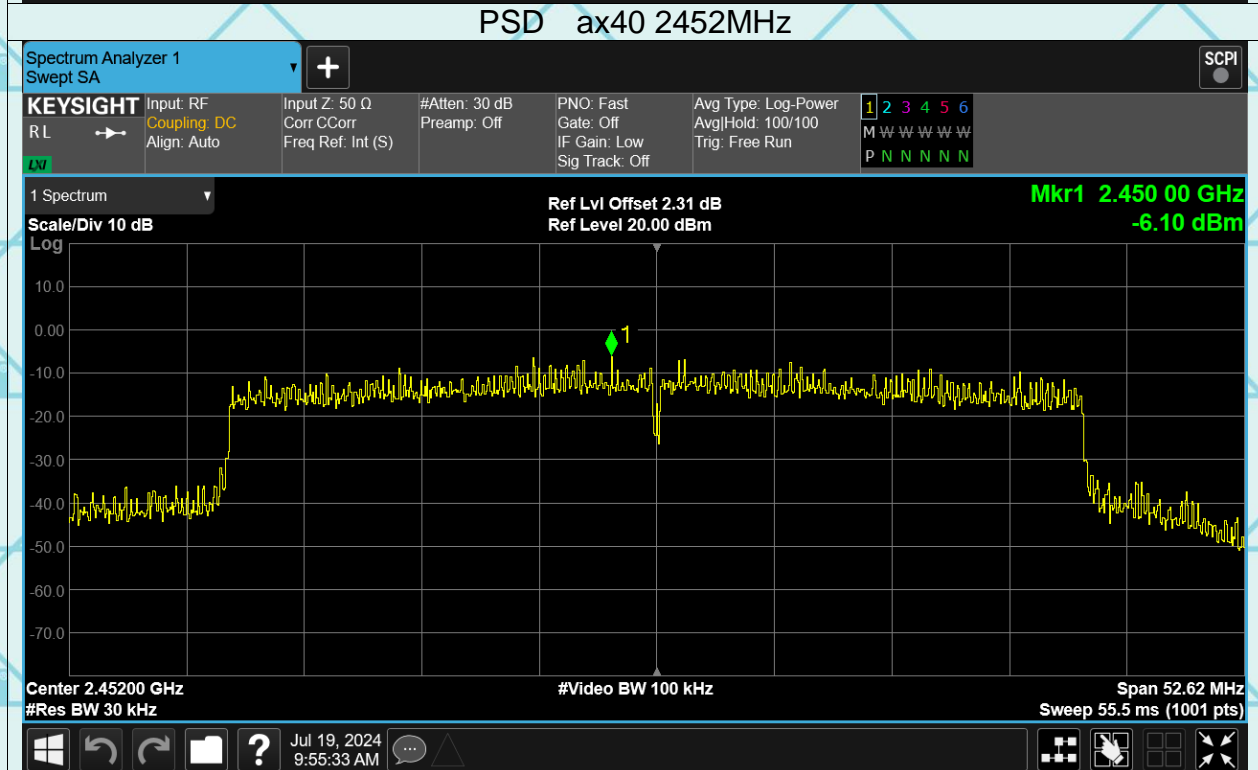 PSD ax40 2452MHz
Spectrum Analyzer 1
Swept SA
+
SCPI
KEYSIGHT
R L
LXI
Input: RF
Coupling: DC
Align: Auto
Input Z: 50 Ω
Corr CCorr
Freq Ref: Int (S)
#Atten: 30 dB
Preamp: Off
PNO: Fast
Gate: Off
IF Gain: Low
Sig Track: Off
Avg Type: Log-Power
Avg|Hold: 100/100
Trig: Free Run
1 2 3 4 5 6
M W W W W W
P N N N N N
1 Spectrum
Scale/Div 10 dB
Log
Ref Lvl Offset 2.31 dB
Ref Level 20.00 dBm
Mkr1 2.450 00 GHz
-6.10 dBm
10.0
0.00
-10.0
-20.0
-30.0
-40.0
-50.0
-60.0
-70.0
1
Center 2.45200 GHz
#Res BW 30 kHz
#Video BW 100 kHz
Span 52.62 MHz
Sweep 55.5 ms (1001 pts)
?
Jul 19, 2024
9:55:33 AM